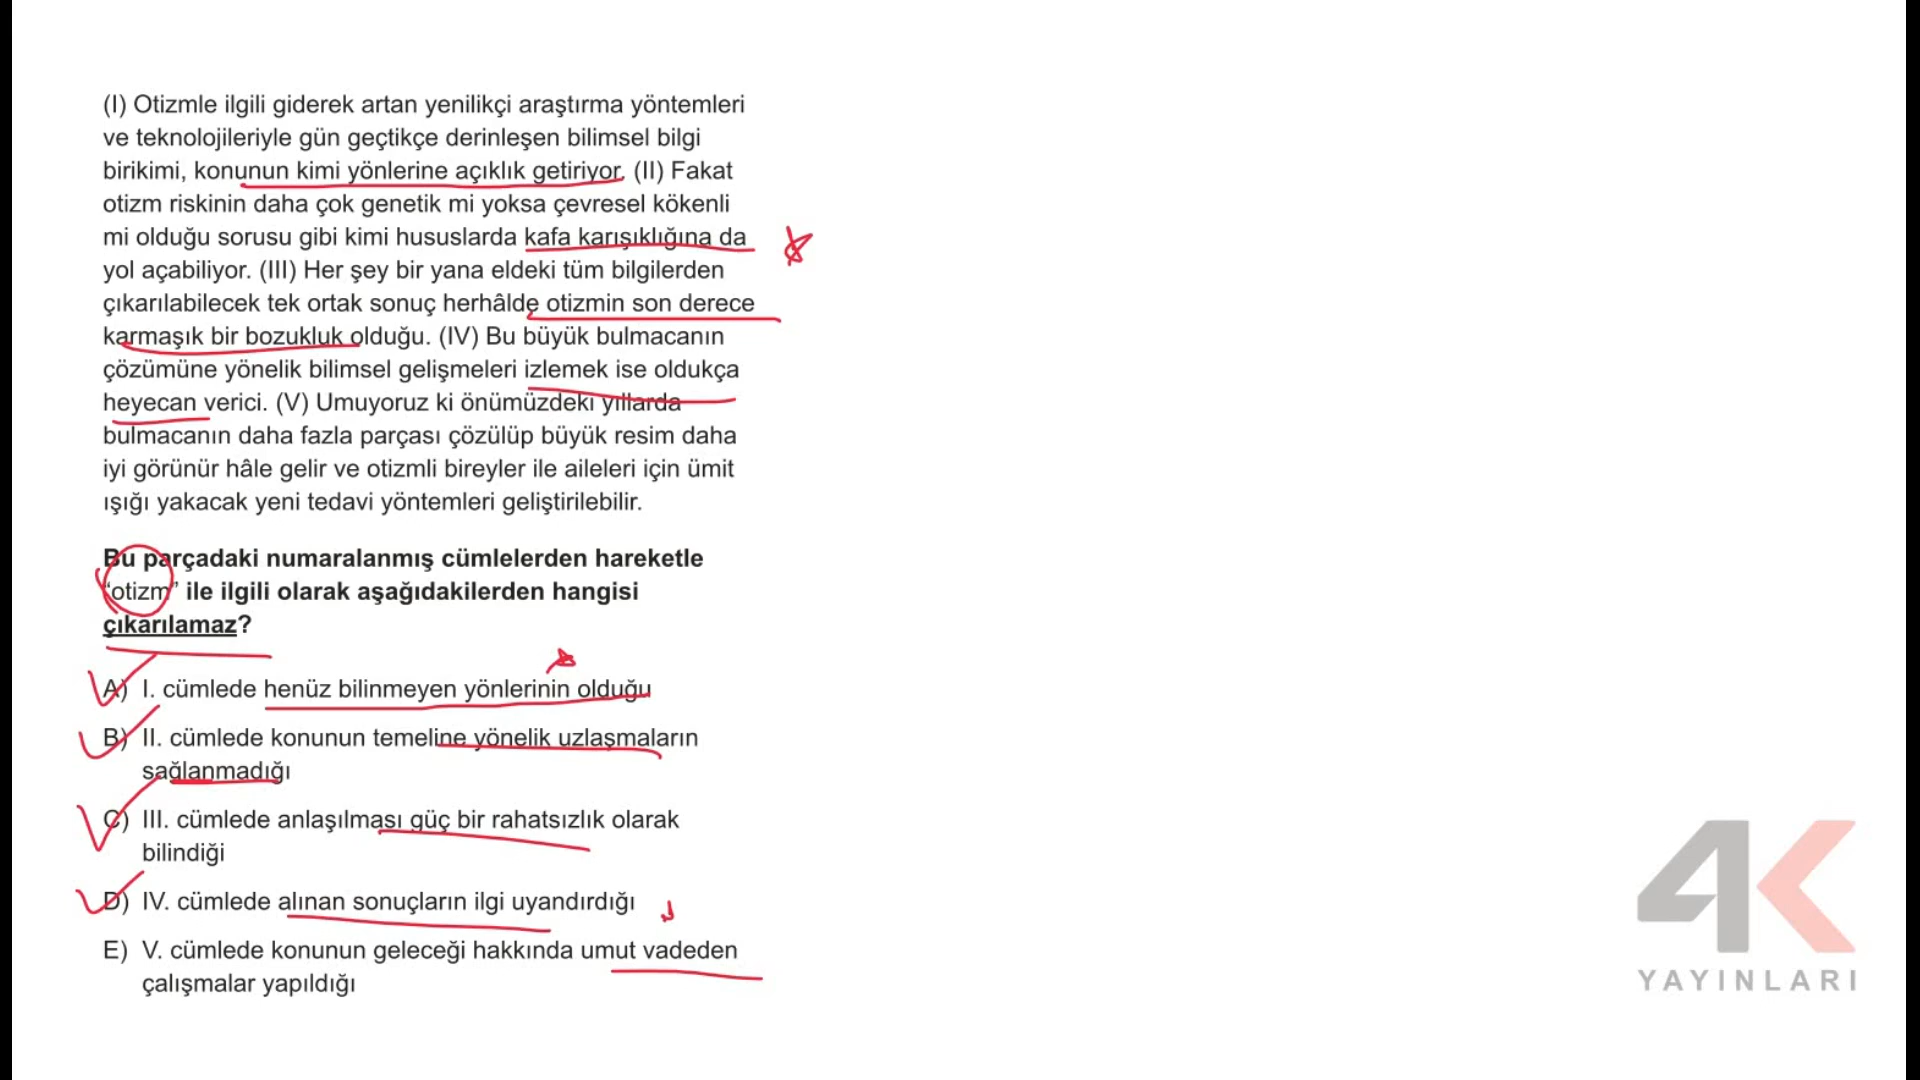 (I) Otizmle ilgili giderek artan yenilikçi araştırma yöntemleri
ve teknolojileriyle gün geçtikçe derinleşen bilimsel bilgi
birikimi, konunun kimi yönlerine açıklık getiriyor. (II) Fakat
otizm riskinin daha çok genetik mi yoksa çevresel kökenli
mi olduğu sorusu gibi kimi hususlarda kafa karışıklığına da
yol açabiliyor. (III) Her şey bir yana eldeki tüm bilgilerden
çıkarılabilecek tek ortak sonuç herhâlde otizmin son derece
karmaşık bir bozukluk olduğu. (IV) Bu büyük bulmacanın
çözümüne yönelik bilimsel gelişmeleri izlemek ise oldukça
heyecan verici. (V) Umuyoruz ki önümüzdeki yıllarda
bulmacanın daha fazla parçası çözülüp büyük resim daha
iyi görünür hâle gelir ve otizmli bireyler ile aileleri için ümit
ışığı yakacak yeni tedavi yöntemleri geliştirilebilir.
Bu parçadaki numaralanmış cümlelerden hareketle
"otizm" ile ilgili olarak aşağıdakilerden hangisi
çıkarılamaz?
A) I. cümlede henüz bilinmeyen yönlerinin olduğu
B) II. cümlede konunun temeline yönelik uzlaşmaların
sağlanmadığı
C) III. cümlede anlaşılması güç bir rahatsızlık olarak
bilindiği
D) IV. cümlede alınan sonuçların ilgi uyandırdığı
E) V. cümlede konunun geleceği hakkında umut vadeden
çalışmalar yapıldığı
4K
YAYINLARI